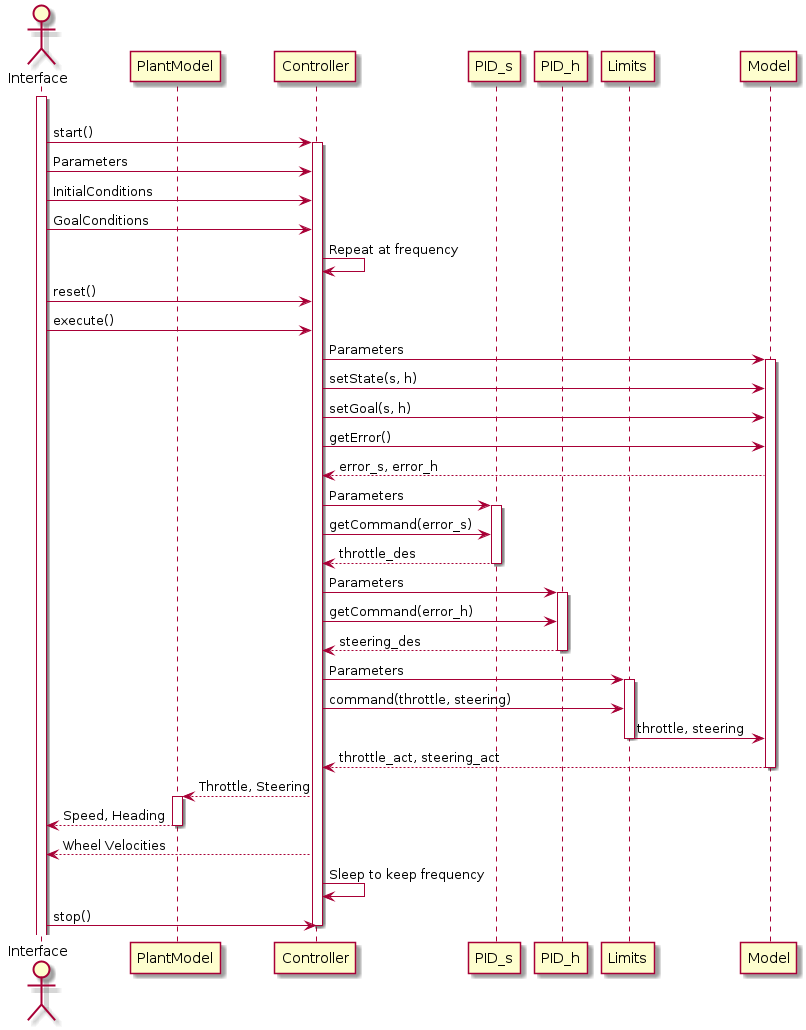 Interface
PlantModel
Controller
PID_s
PID_h
Limits
Model
start()
Parameters
InitialConditions
GoalConditions
Repeat at frequency
reset()
execute()
Parameters
setState(s, h)
setGoal(s, h)
getError()
error_s, error_h
Parameters
getCommand(error_s)
throttle_des
Parameters
getCommand(error_h)
steering_des
Parameters
command(throttle, steering)
throttle, steering
throttle_act, steering_act
Throttle, Steering
Speed, Heading
Wheel Velocities
Sleep to keep frequency
stop()
Interface
PlantModel
Controller
PID_s
PID_h
Limits
Model